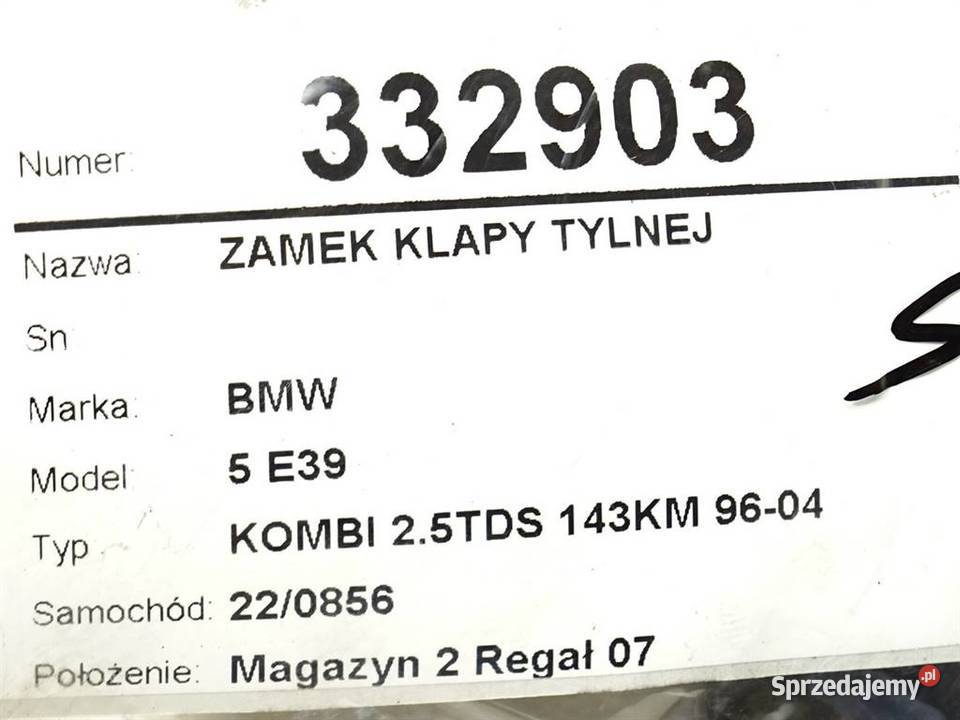 Numer: 332903
Nazwa: ZAMEK KLAPY TYLNEJ
Sn
Marka: BMW
Model 5 E39
Typ KOMBI 2.5TDS 143KM 96-04
Samochód: 22/0856
Położenie: Magazyn 2 Regał 07
Sprzedajemy.pl